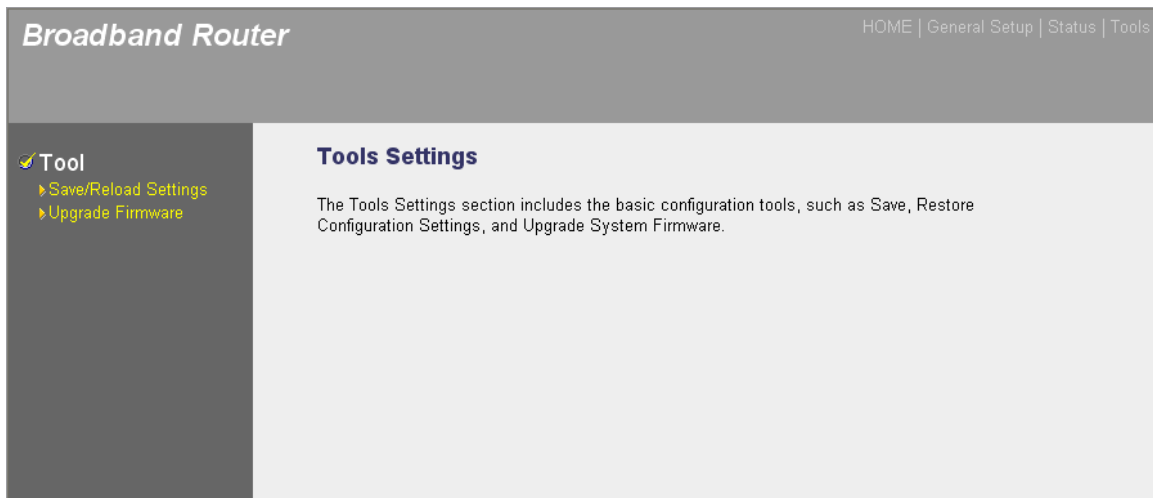 Broadband Router
HOME | General Setup | Status | Tools
Tool
Save/Reload Settings
Upgrade Firmware
Tools Settings
The Tools Settings section includes the basic configuration tools, such as Save, Restore
Configuration Settings, and Upgrade System Firmware.